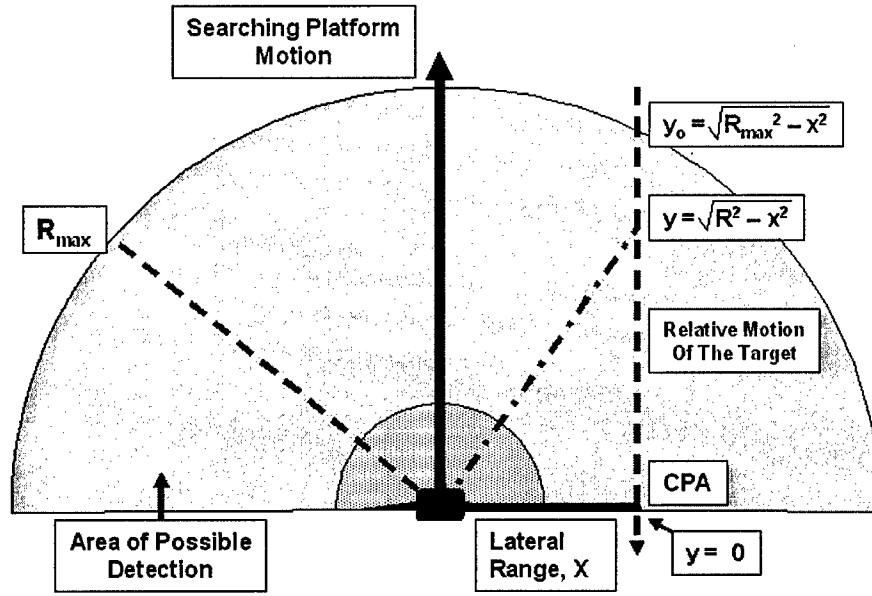 Searching Platform
Motion
y₀ = √(Rmax² − x²)
Rmax
y = √(R² − x²)
Relative Motion
Of The Target
CPA
Area of Possible
Detection
Lateral
Range, X
y = 0